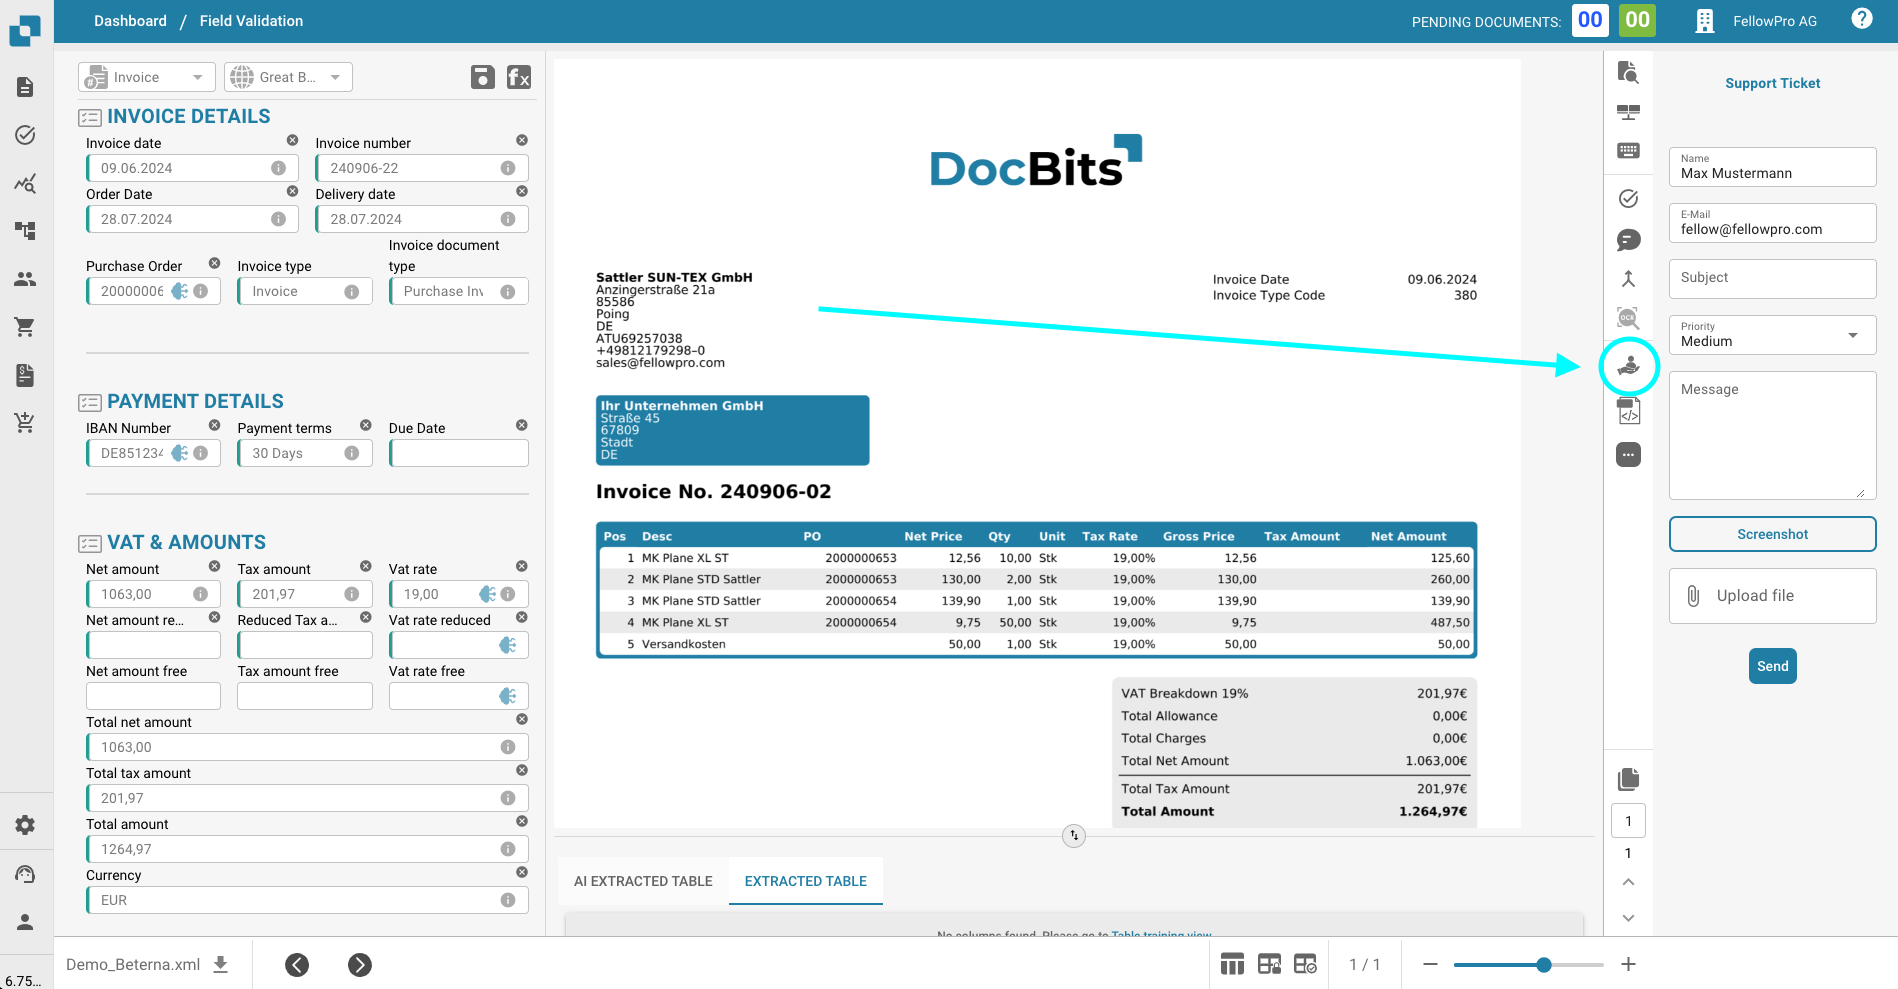 Dashboard / Field Validation
PENDING DOCUMENTS: 00 00 FellowPro AG
Invoice Great B...
INVOICE DETAILS
Invoice date Invoice number
09.06.2024 240906-22
Order Date Delivery date
28.07.2024 28.07.2024
Purchase Order Invoice type Invoice document type
20000006 Invoice Purchase Inv
PAYMENT DETAILS
IBAN Number Payment terms Due Date
DE851234 30 Days
VAT & AMOUNTS
Net amount Tax amount Vat rate
1063,00 201,97 19,00
Net amount re... Reduced Tax a... Vat rate reduced
Net amount free Tax amount free Vat rate free
Total net amount
1063,00
Total tax amount
201,97
Total amount
1264,97
Currency
EUR
DocBits
Sattler SUN-TEX GmbH
Anzingerstraße 21a
85586
Poing
DE
ATU69257038
+49812179298-0
sales@fellowpro.com
Invoice Date 09.06.2024
Invoice Type Code 380
Ihr Unternehmen GmbH
Straße 45
67809
Stadt
DE
Invoice No. 240906-02
Pos Desc PO Net Price Qty Unit Tax Rate Gross Price Tax Amount Net Amount
1 MK Plane XL ST 2000000653 12,56 10,00 Stk 19,00% 12,56 125,60
2 MK Plane STD Sattler 2000000653 130,00 2,00 Stk 19,00% 130,00 260,00
3 MK Plane STD Sattler 2000000654 139,90 1,00 Stk 19,00% 139,90 139,90
4 MK Plane XL ST 2000000654 9,75 50,00 Stk 19,00% 9,75 487,50
5 Versandkosten 50,00 1,00 Stk 19,00% 50,00 50,00
VAT Breakdown 19% 201,97€
Total Allowance 0,00€
Total Charges 0,00€
Total Net Amount 1.063,00€
Total Tax Amount 201,97€
Total Amount 1.264,97€
AI EXTRACTED TABLE EXTRACTED TABLE
No columns found. Please go to Table training view
OCR
1
1
Support Ticket
Name
Max Mustermann
E-Mail
fellow@fellowpro.com
Subject
Priority
Medium
Message
Screenshot
Upload file
Send
6.75...
Demo_Beterna.xml
1 / 1